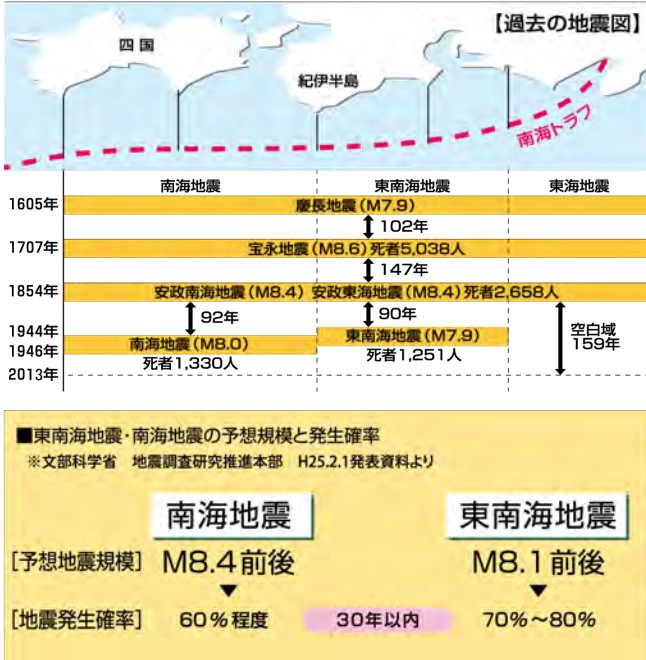 【過去の地震図】
四国
紀伊半島
南海トラフ
南海地震 東南海地震 東海地震
1605年 慶長地震(M7.9)
102年
1707年 宝永地震(M8.6)死者5,038人
147年
1854年 安政南海地震(M8.4) 安政東海地震(M8.4)死者2,658人
92年 90年
1944年 東南海地震(M7.9)
空白域
159年
1946年 南海地震(M8.0)
死者1,330人 死者1,251人
2013年
■東南海地震・南海地震の予想規模と発生確率
※文部科学省 地震調査研究推進本部 H25.2.1発表資料より
南海地震 東南海地震
[予想地震規模] M8.4前後 M8.1前後
[地震発生確率] 60%程度 30年以内 70%～80%